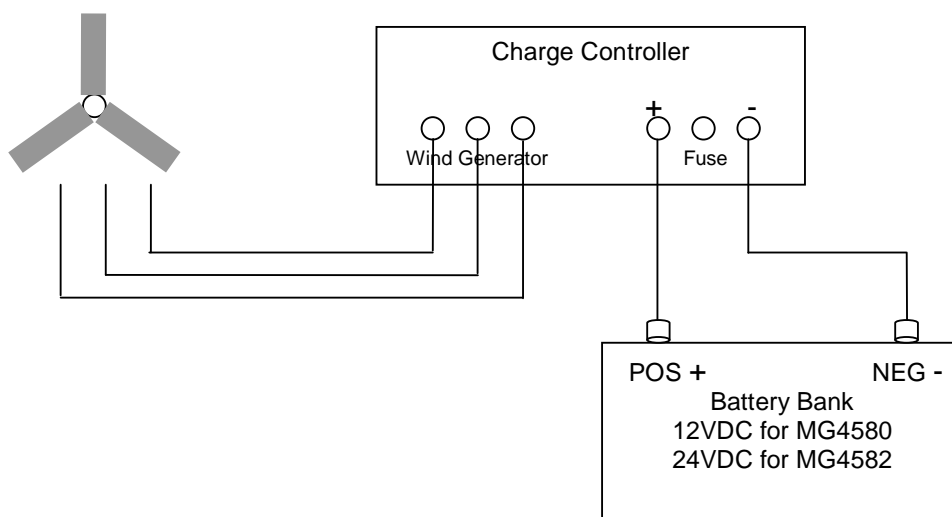 Charge Controller
+ -
Wind Generator Fuse
POS + NEG -
Battery Bank
12VDC for MG4580
24VDC for MG4582